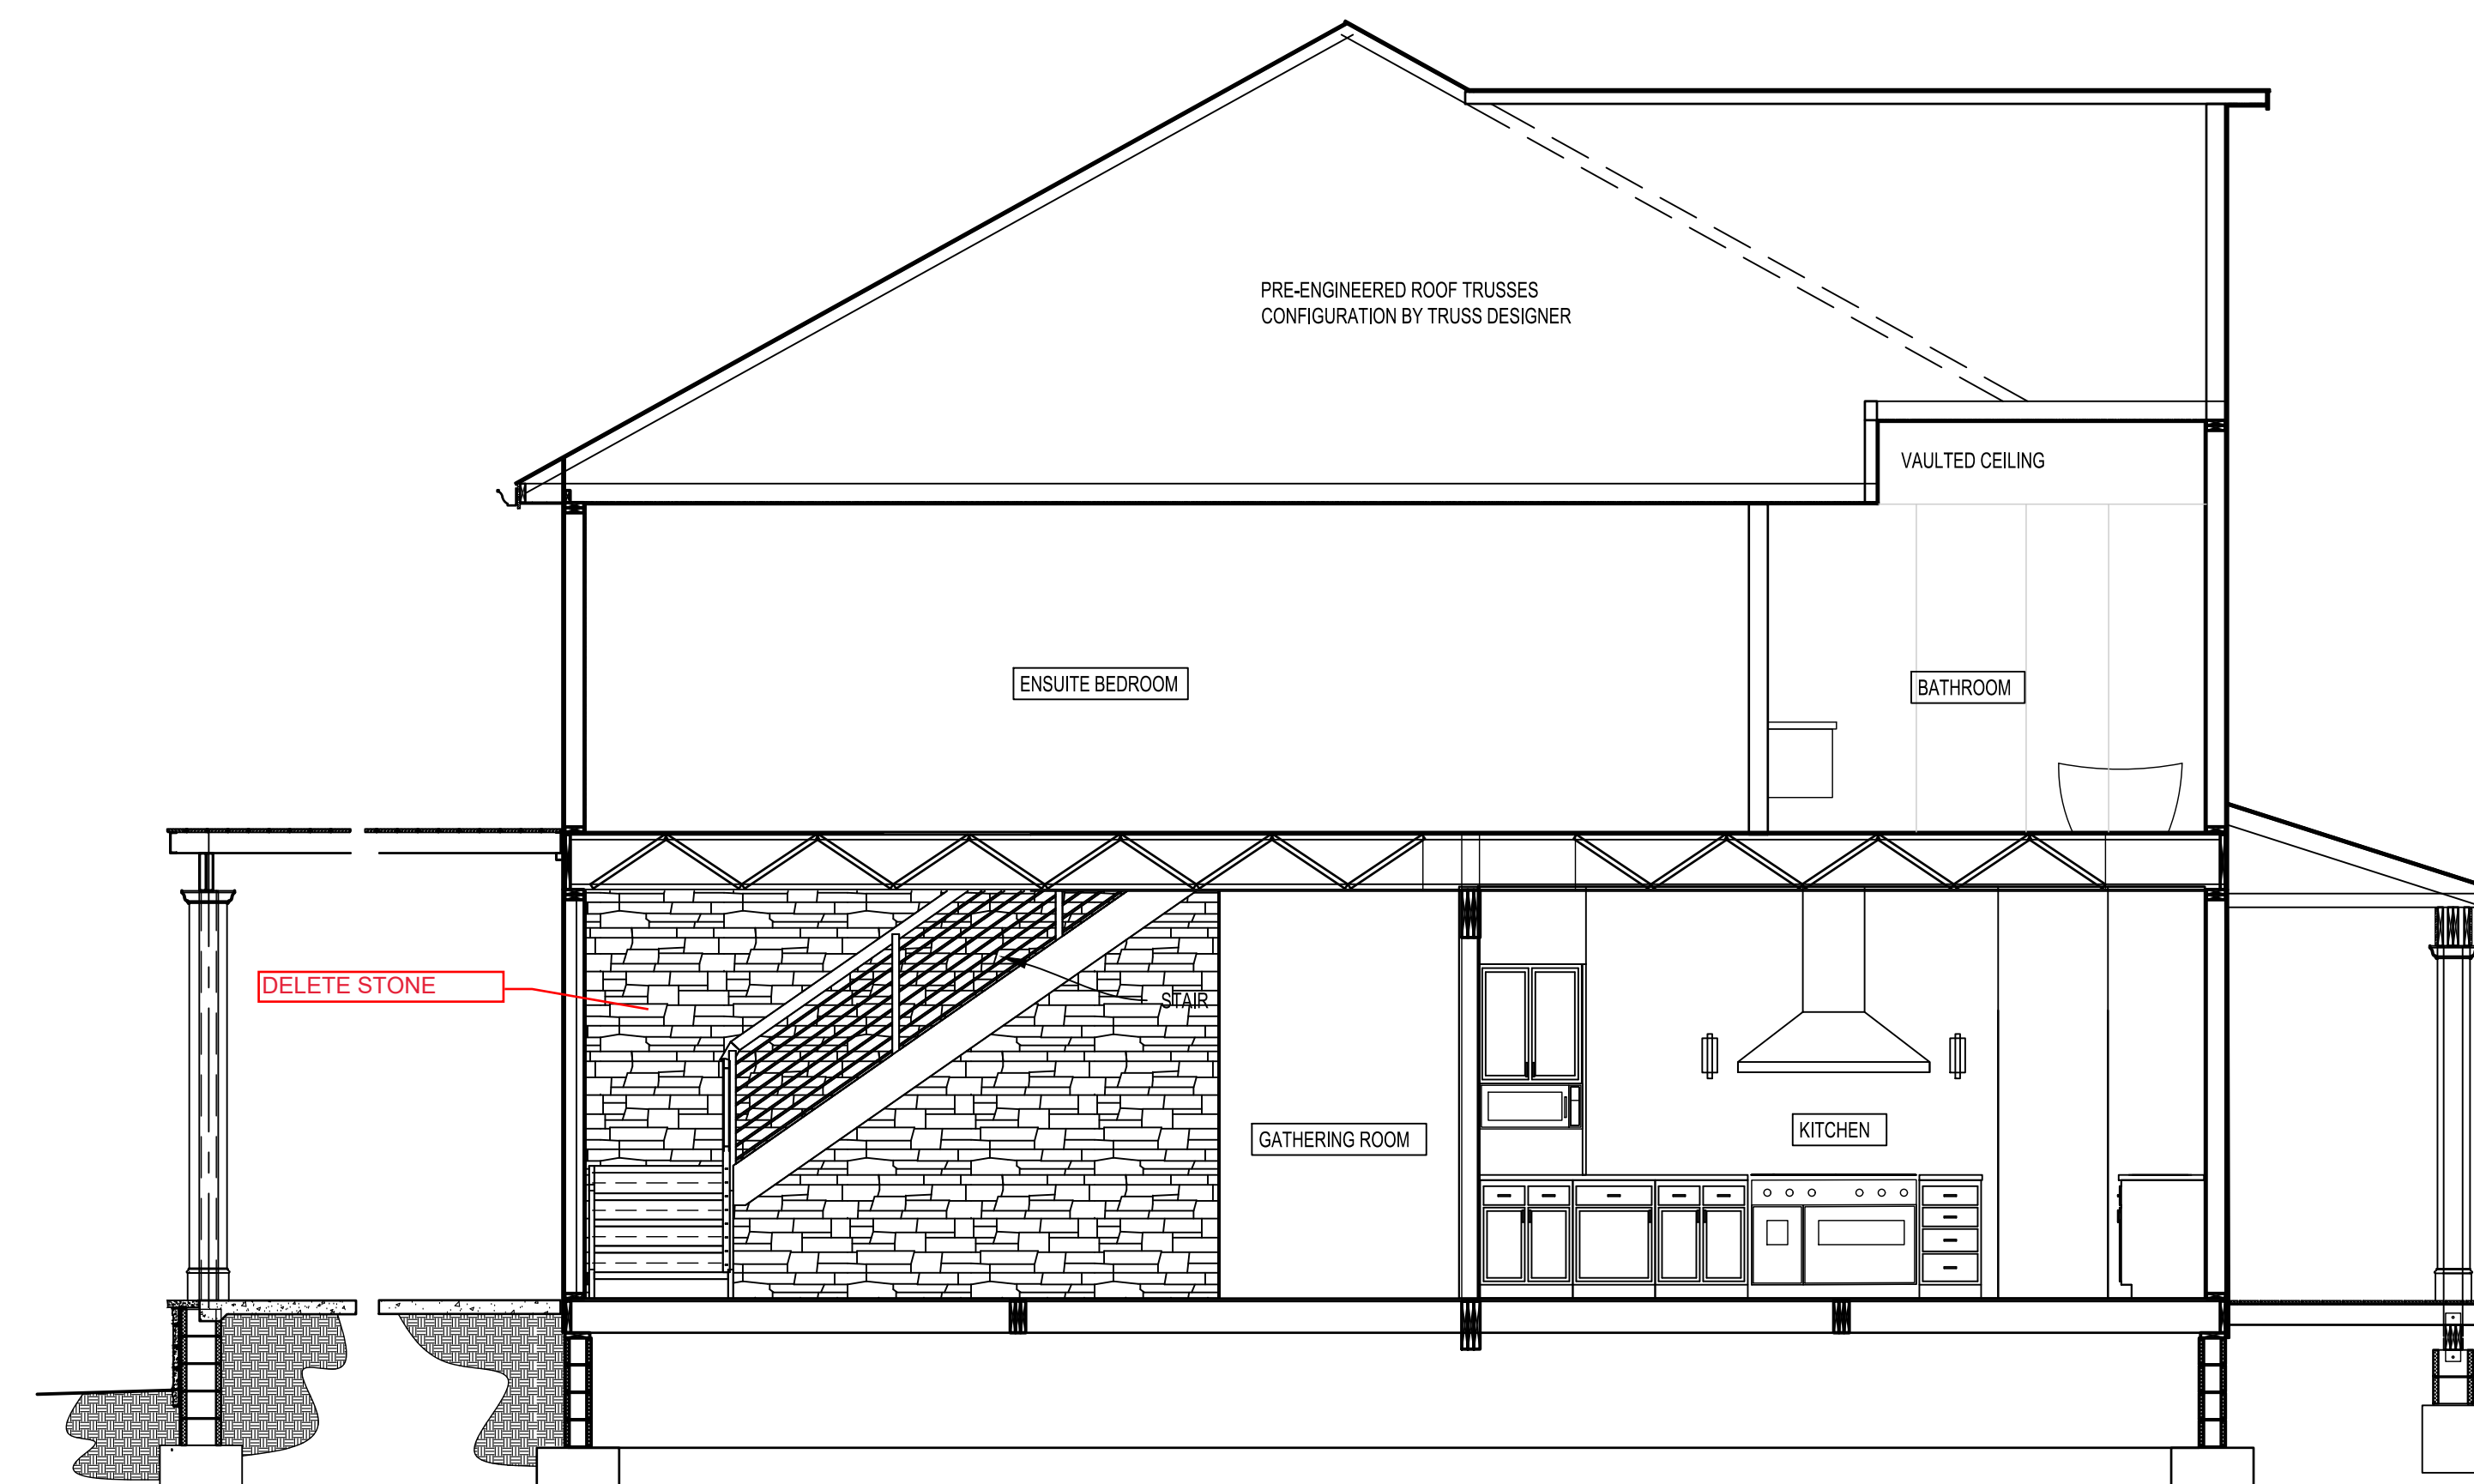 PRE-ENGINEERED ROOF TRUSSES
CONFIGURATION BY TRUSS DESIGNER
VAULTED CEILING
ENSUITE BEDROOM
BATHROOM
DELETE STONE
STAIR
GATHERING ROOM
KITCHEN